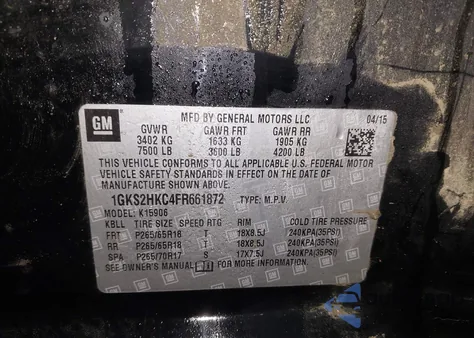 GM
MFD BY GENERAL MOTORS LLC 04/15
GVWR GAWR FRT GAWR RR
3402 KG 1633 KG 1905 KG
7500 LB 3600 LB 4200 LB
THIS VEHICLE CONFORMS TO ALL APPLICABLE U.S. FEDERAL MOTOR
VEHICLE SAFETY STANDARDS IN EFFECT ON THE DATE OF
MANUFACTURE SHOWN ABOVE.
1GKS2HKC4FR661872 TYPE: M.P.V
MODEL: K15906
KBLL TIRE SIZE SPEED RTG RIM COLD TIRE PRESSURE
FRT P265/65R18 T 18X8.5J 240KPA(35PSI)
RR P265/65R18 T 18X8.5J 240KPA(35PSI)
SPA P265/70R17 S 17X7.5J 240KPA(35PSI)
SEE OWNER'S MANUAL FOR MORE INFORMATION.